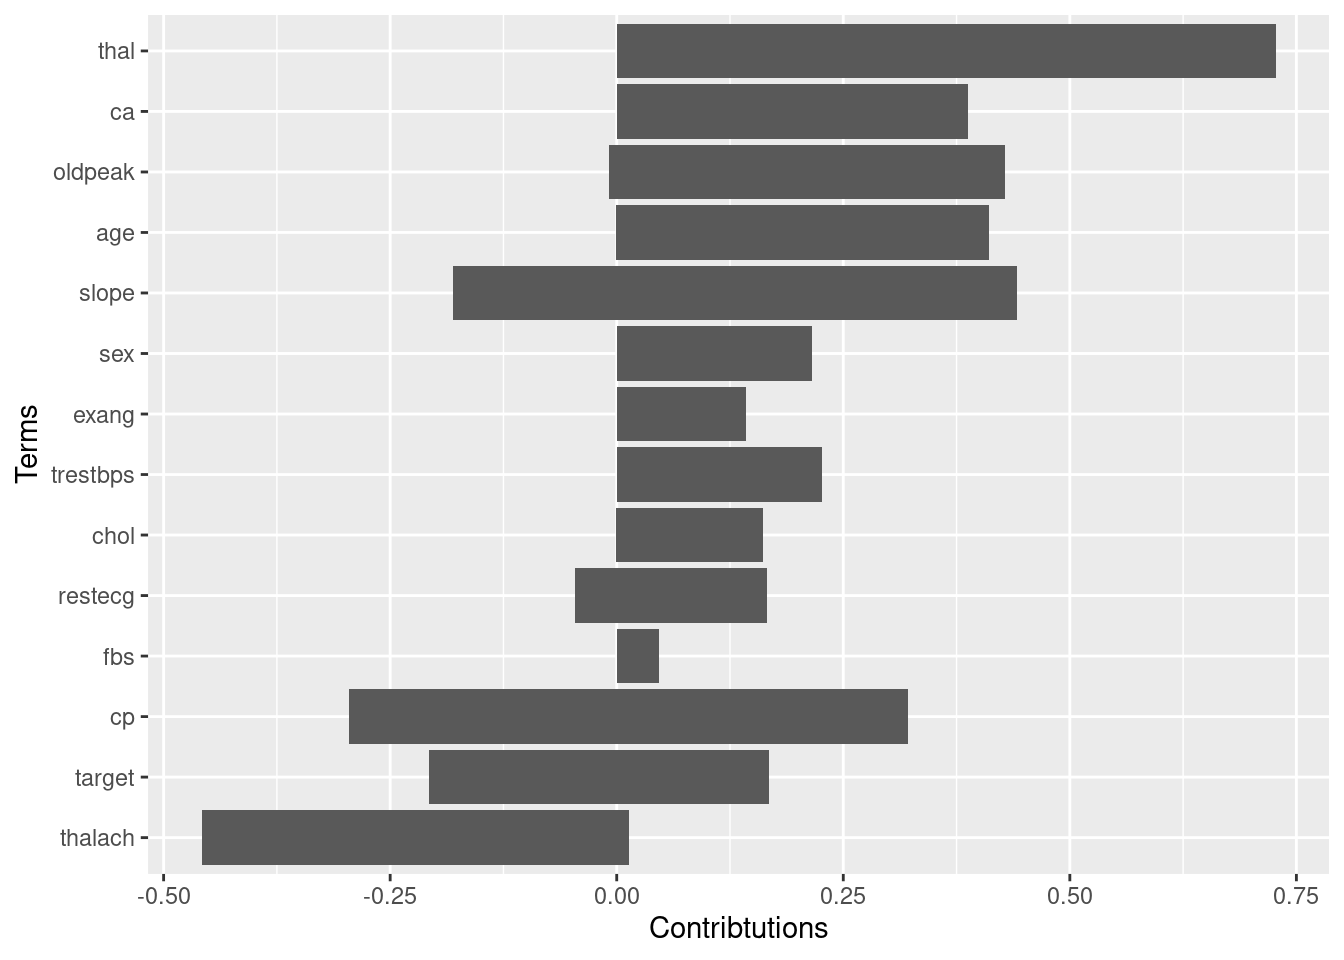 thal
ca
oldpeak
age
slope
sex
exang
trestbps
chol
restecg
fbs
cp
target
thalach
Terms
-0.50 -0.25 0.00 0.25 0.50 0.75
Contribtutions